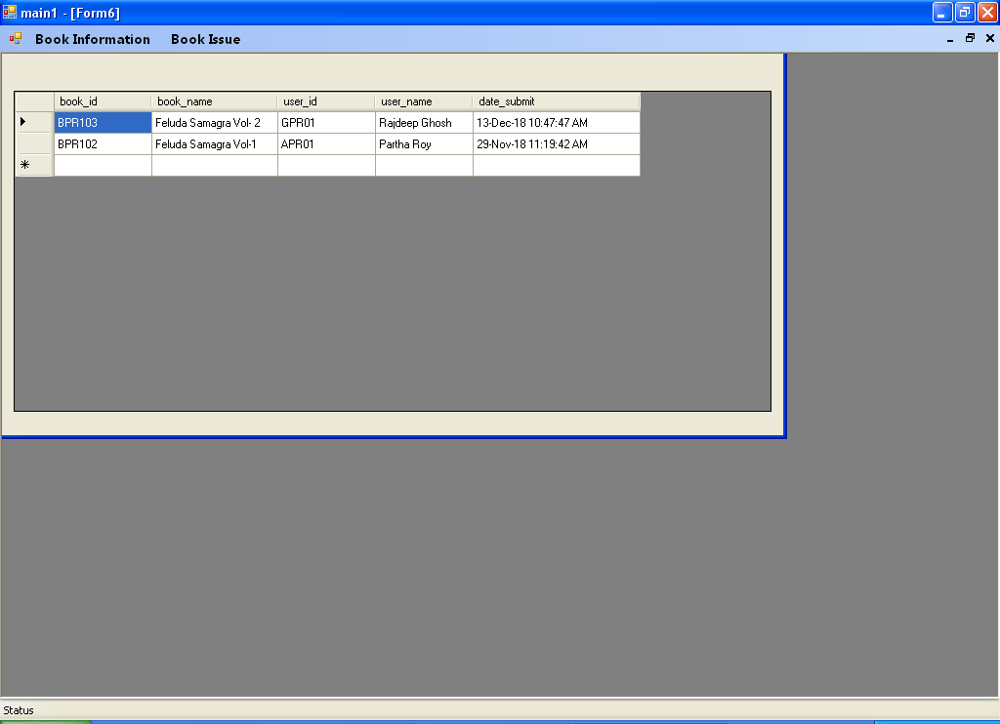 main1 - [Form6]
Book Information Book Issue
book_id book_name user_id user_name date_submit
BPR103 Feluda Samagra Vol- 2 GPR01 Rajdeep Ghosh 13-Dec-18 10:47:47 AM
BPR102 Feluda Samagra Vol-1 APR01 Partha Roy 29-Nov-18 11:19:42 AM
Status